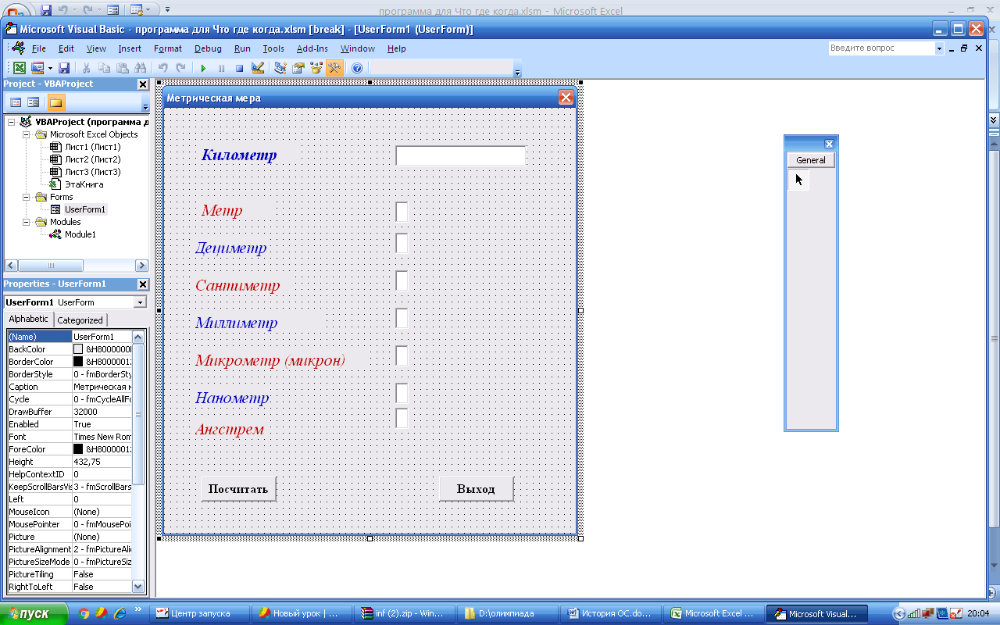 программа для Что где когда.xlsm - Microsoft Excel
Microsoft Visual Basic - программа для Что где когда.xlsm [break] - [UserForm1 (UserForm)]
File Edit View Insert Format Debug Run Tools Add-Ins Window Help
Введите вопрос
Project - VBAProject
VBAProject (программа д
Microsoft Excel Objects
Лист1 (Лист1)
Лист2 (Лист2)
Лист3 (Лист3)
ЭтаКнига
Forms
UserForm1
Modules
Module1
Properties - UserForm1
UserForm1 UserForm
Alphabetic Categorized
(Name) UserForm1
BackColor &H8000000
BorderColor &H8000001
BorderStyle 0 - fmBorderSty
Caption Метрическая м
Cycle 0 - fmCycleAllFo
DrawBuffer 32000
Enabled True
Font Times New Rom
ForeColor &H8000001
Height 432,75
HelpContextID 0
KeepScrollBarsVis 3 - fmScrollBars
Left 0
MouseIcon (None)
MousePointer 0 - fmMousePoi
Picture (None)
PictureAlignment 2 - fmPictureAli
PictureSizeMode 0 - fmPictureSiz
PictureTiling False
RightToLeft False
Метрическая мера
Километр
Метр
Дециметр
Сантиметр
Миллиметр
Микрометр (микрон)
Нанометр
Ангстрем
Посчитать Выход
General
пуск
Центр запуска
Новый урок | ...
inf (2).zip - Win...
D:\олимпиада
История ОС.do...
Microsoft Excel ...
Microsoft Visual...
20:04